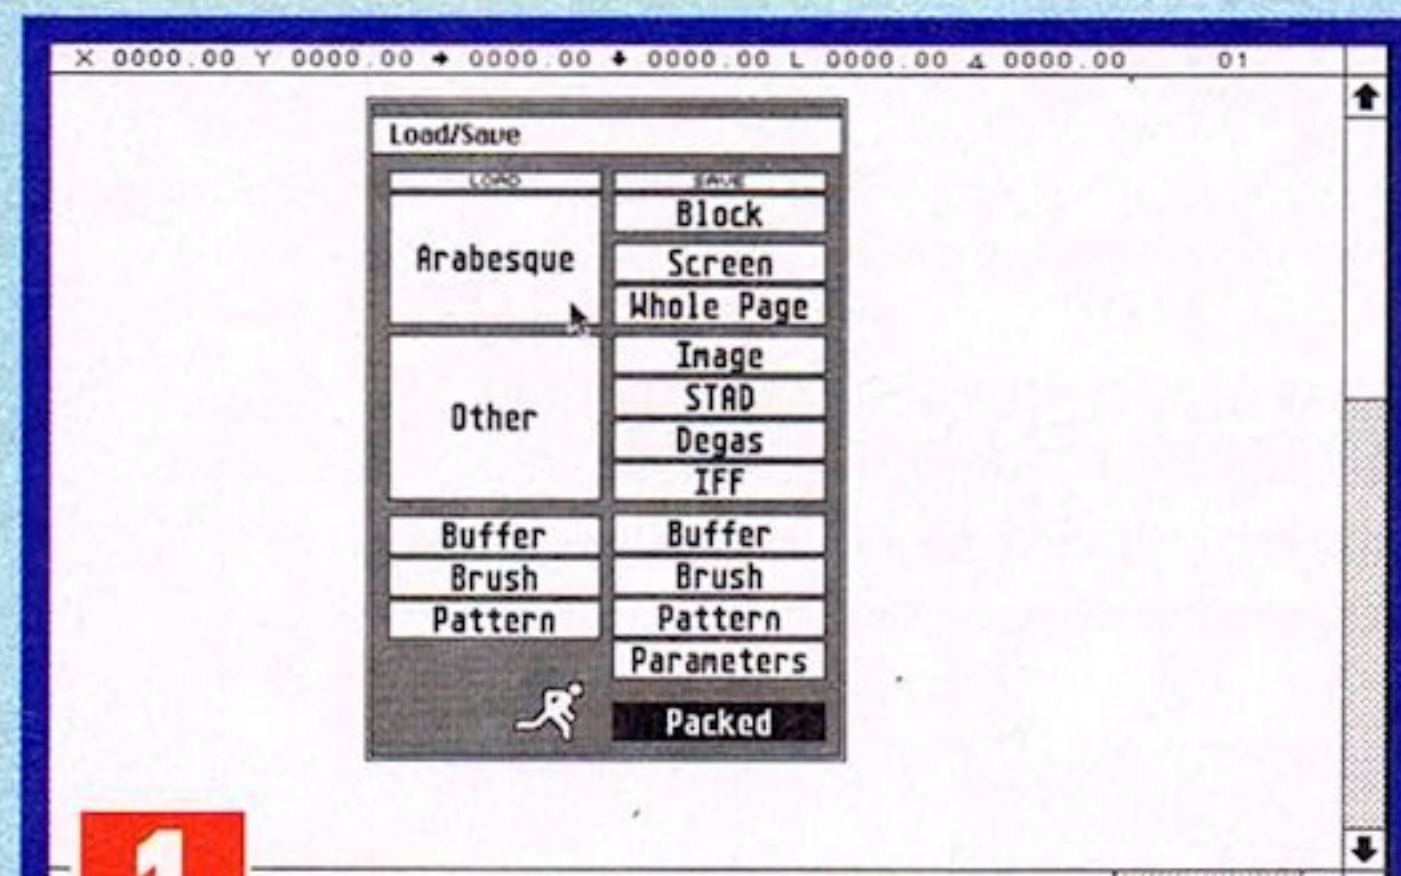 X 0000.00 Y 0000.00 → 0000.00 ↓ 0000.00 L 0000.00 ∡ 0000.00 01
Load/Save
LOAD
Arabesque
Other
Buffer
Brush
Pattern
SAVE
Block
Screen
Whole Page
Image
STAD
Degas
IFF
Buffer
Brush
Pattern
Parameters
Packed
1